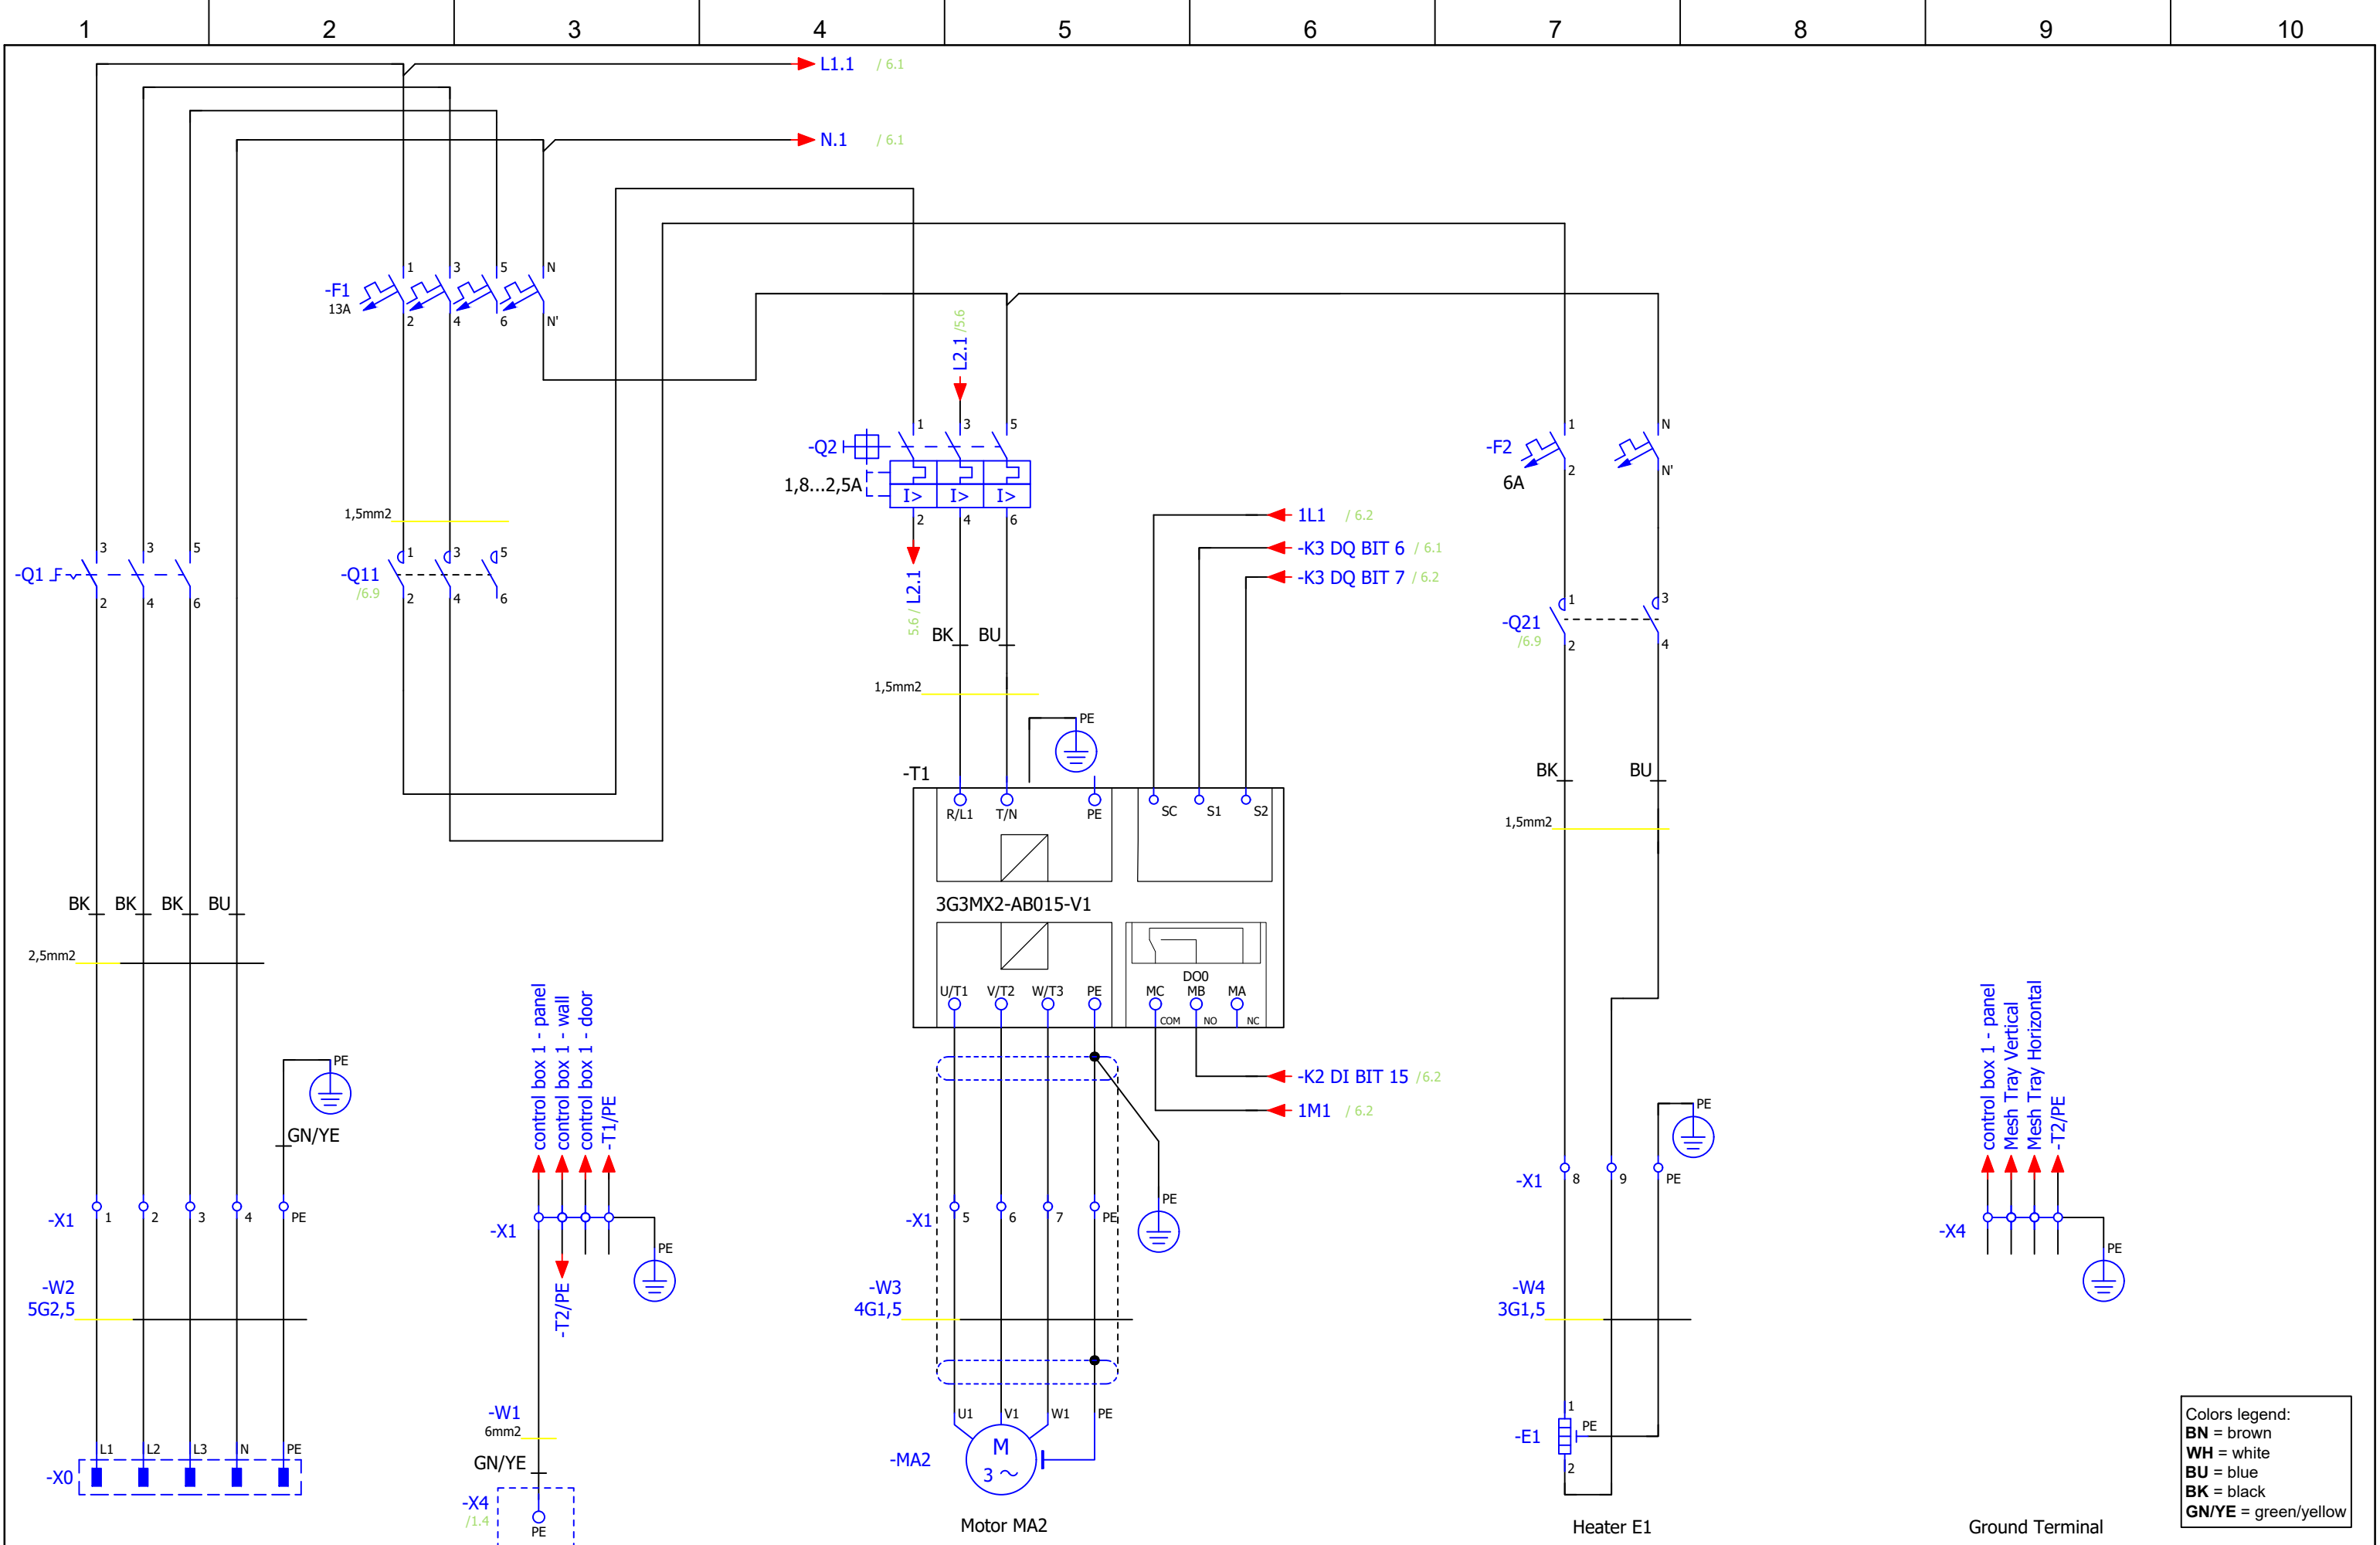 1 2 3 4 5 6 7 8 9 10
L1.1 / 6.1
N.1 / 6.1
-F1
13A
1 3 5 N
2 4 6 N'
L2.1 /5.6
-Q2
1,8...2,5A
1 3 5
I> I> I>
2 4 6
5.6 / L2.1
-F2
6A
1 N
2 N'
1,5mm2
-Q1
3 3 5
2 4 6
-Q11
/6.9
1 3 5
2 4 6
1L1 / 6.2
-K3 DQ BIT 6 / 6.1
-K3 DQ BIT 7 / 6.2
-Q21
/6.9
1 3
2 4
BK BU
1,5mm2
PE
-T1
R/L1 T/N PE
SC S1 S2
3G3MX2-AB015-V1
DO0
U/T1 V/T2 W/T3 PE
MC MB MA
COM NO NC
BK BU
1,5mm2
BK BK BK BU
2,5mm2
PE
GN/YE
control box 1 - panel
control box 1 - wall
control box 1 - door
-T1/PE
-K2 DI BIT 15 /6.2
1M1 / 6.2
PE
control box 1 - panel
Mesh Tray Vertical
Mesh Tray Horizontal
-T2/PE
-X1
1 2 3 4 PE
-X1
PE
-T2/PE
-X1
5 6 7 PE
PE
-X1
8 9 PE
-X4
PE
-W2
5G2,5
-W3
4G1,5
-W4
3G1,5
-W1
6mm2
GN/YE
-X0
L1 L2 L3 N PE
-X4
/1.4
PE
-MA2
U1 V1 W1 PE
M
3 ~
Motor MA2
-E1
1
PE
2
Heater E1
Ground Terminal
Colors legend:
BN = brown
WH = white
BU = blue
BK = black
GN/YE = green/yellow